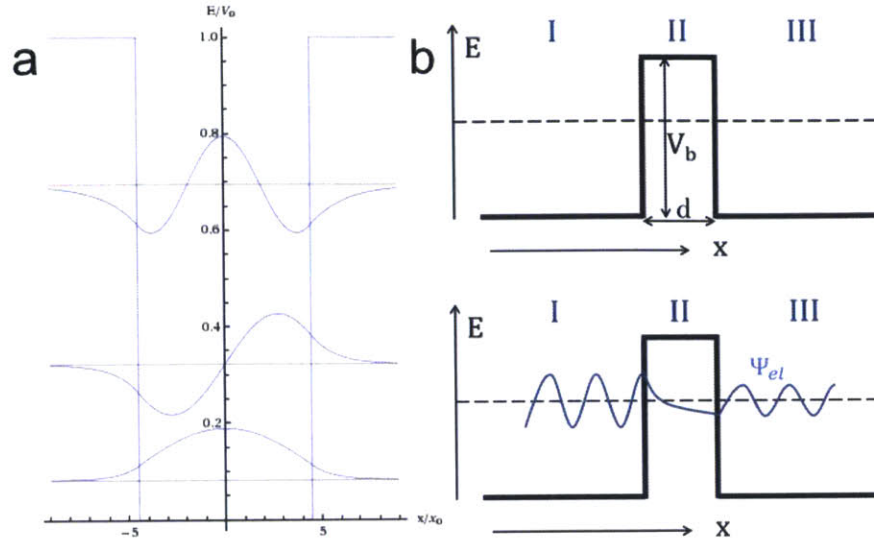 a
E/V₀
1.0
0.8
0.6
0.4
0.2
-5
5
x/x₀
b
I II III
E
V_b
d
x
I II III
E
Ψ_el
x